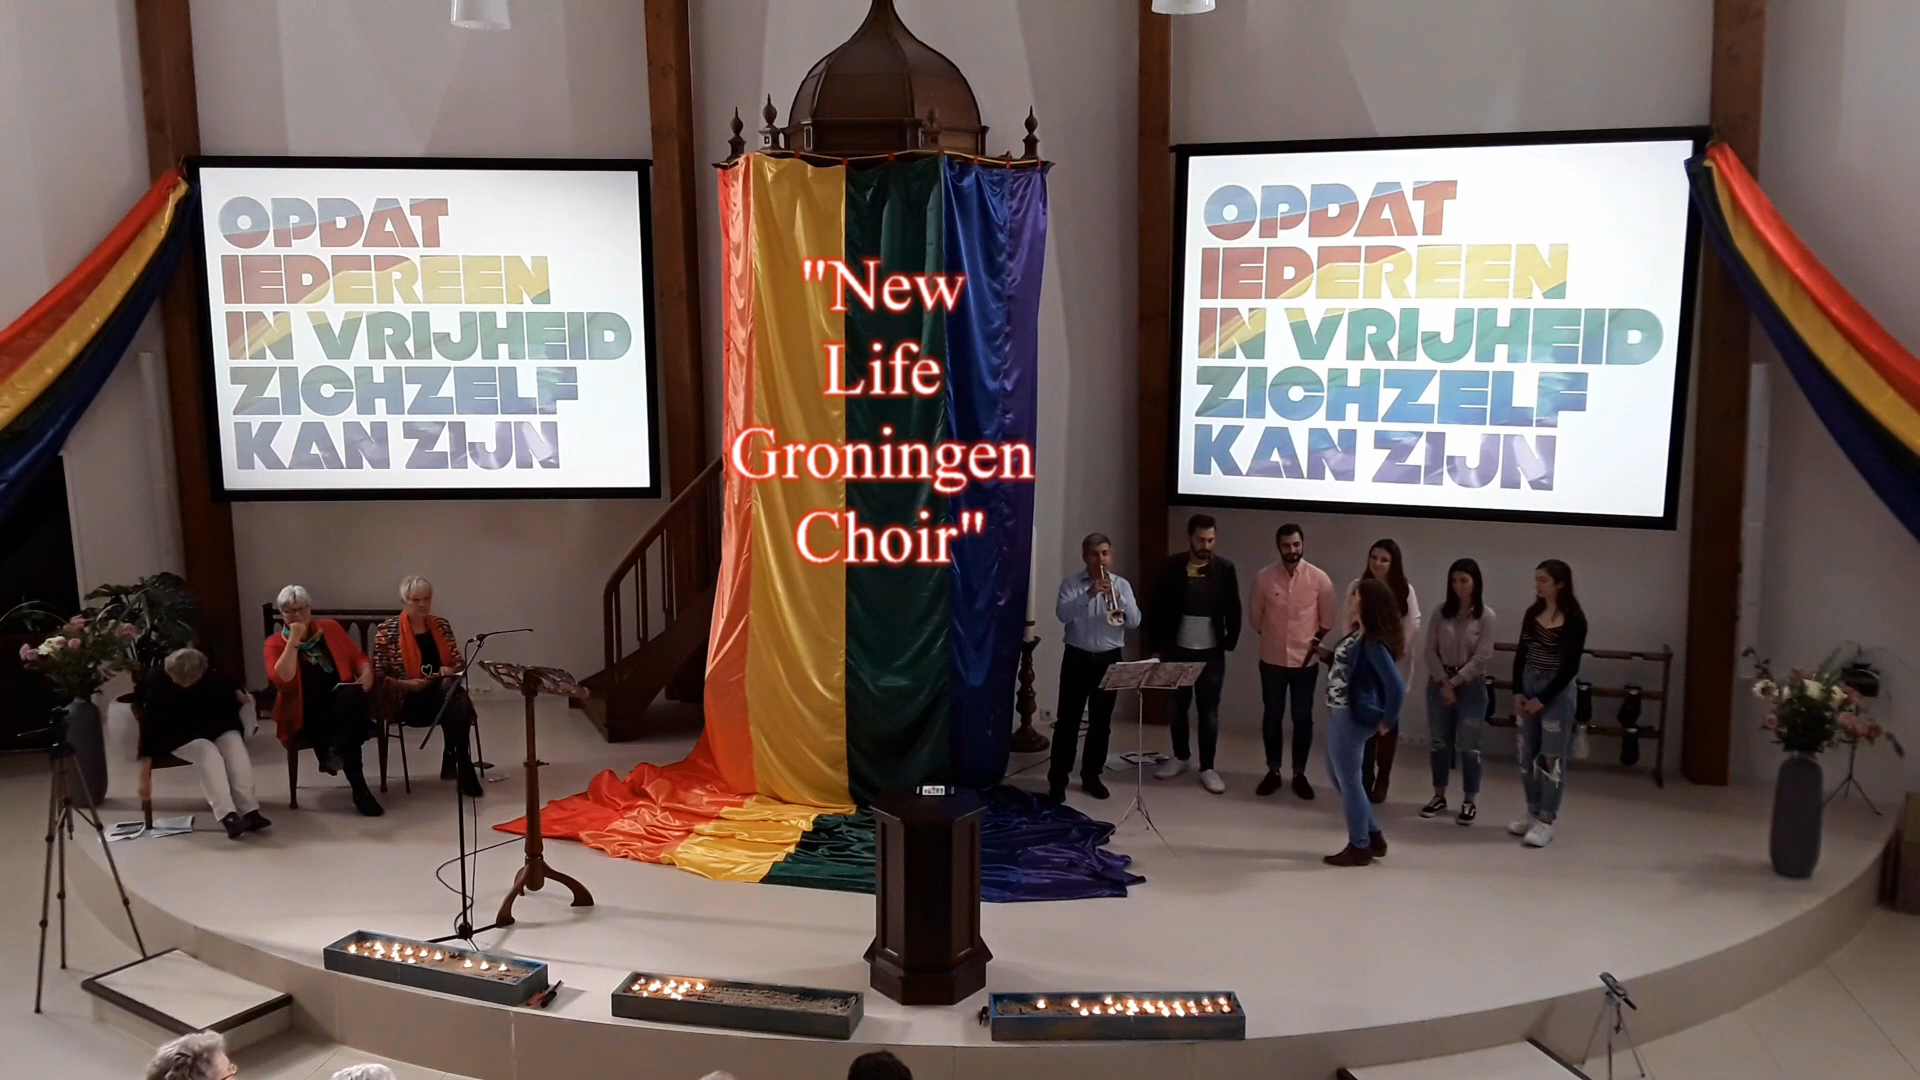 OPDAT
IEDEREEN
IN VRIJHEID
ZICHZELF
KAN ZIJN
"New
Life
Groningen
Choir"
OPDAT
IEDEREEN
IN VRIJHEID
ZICHZELF
KAN ZIJN